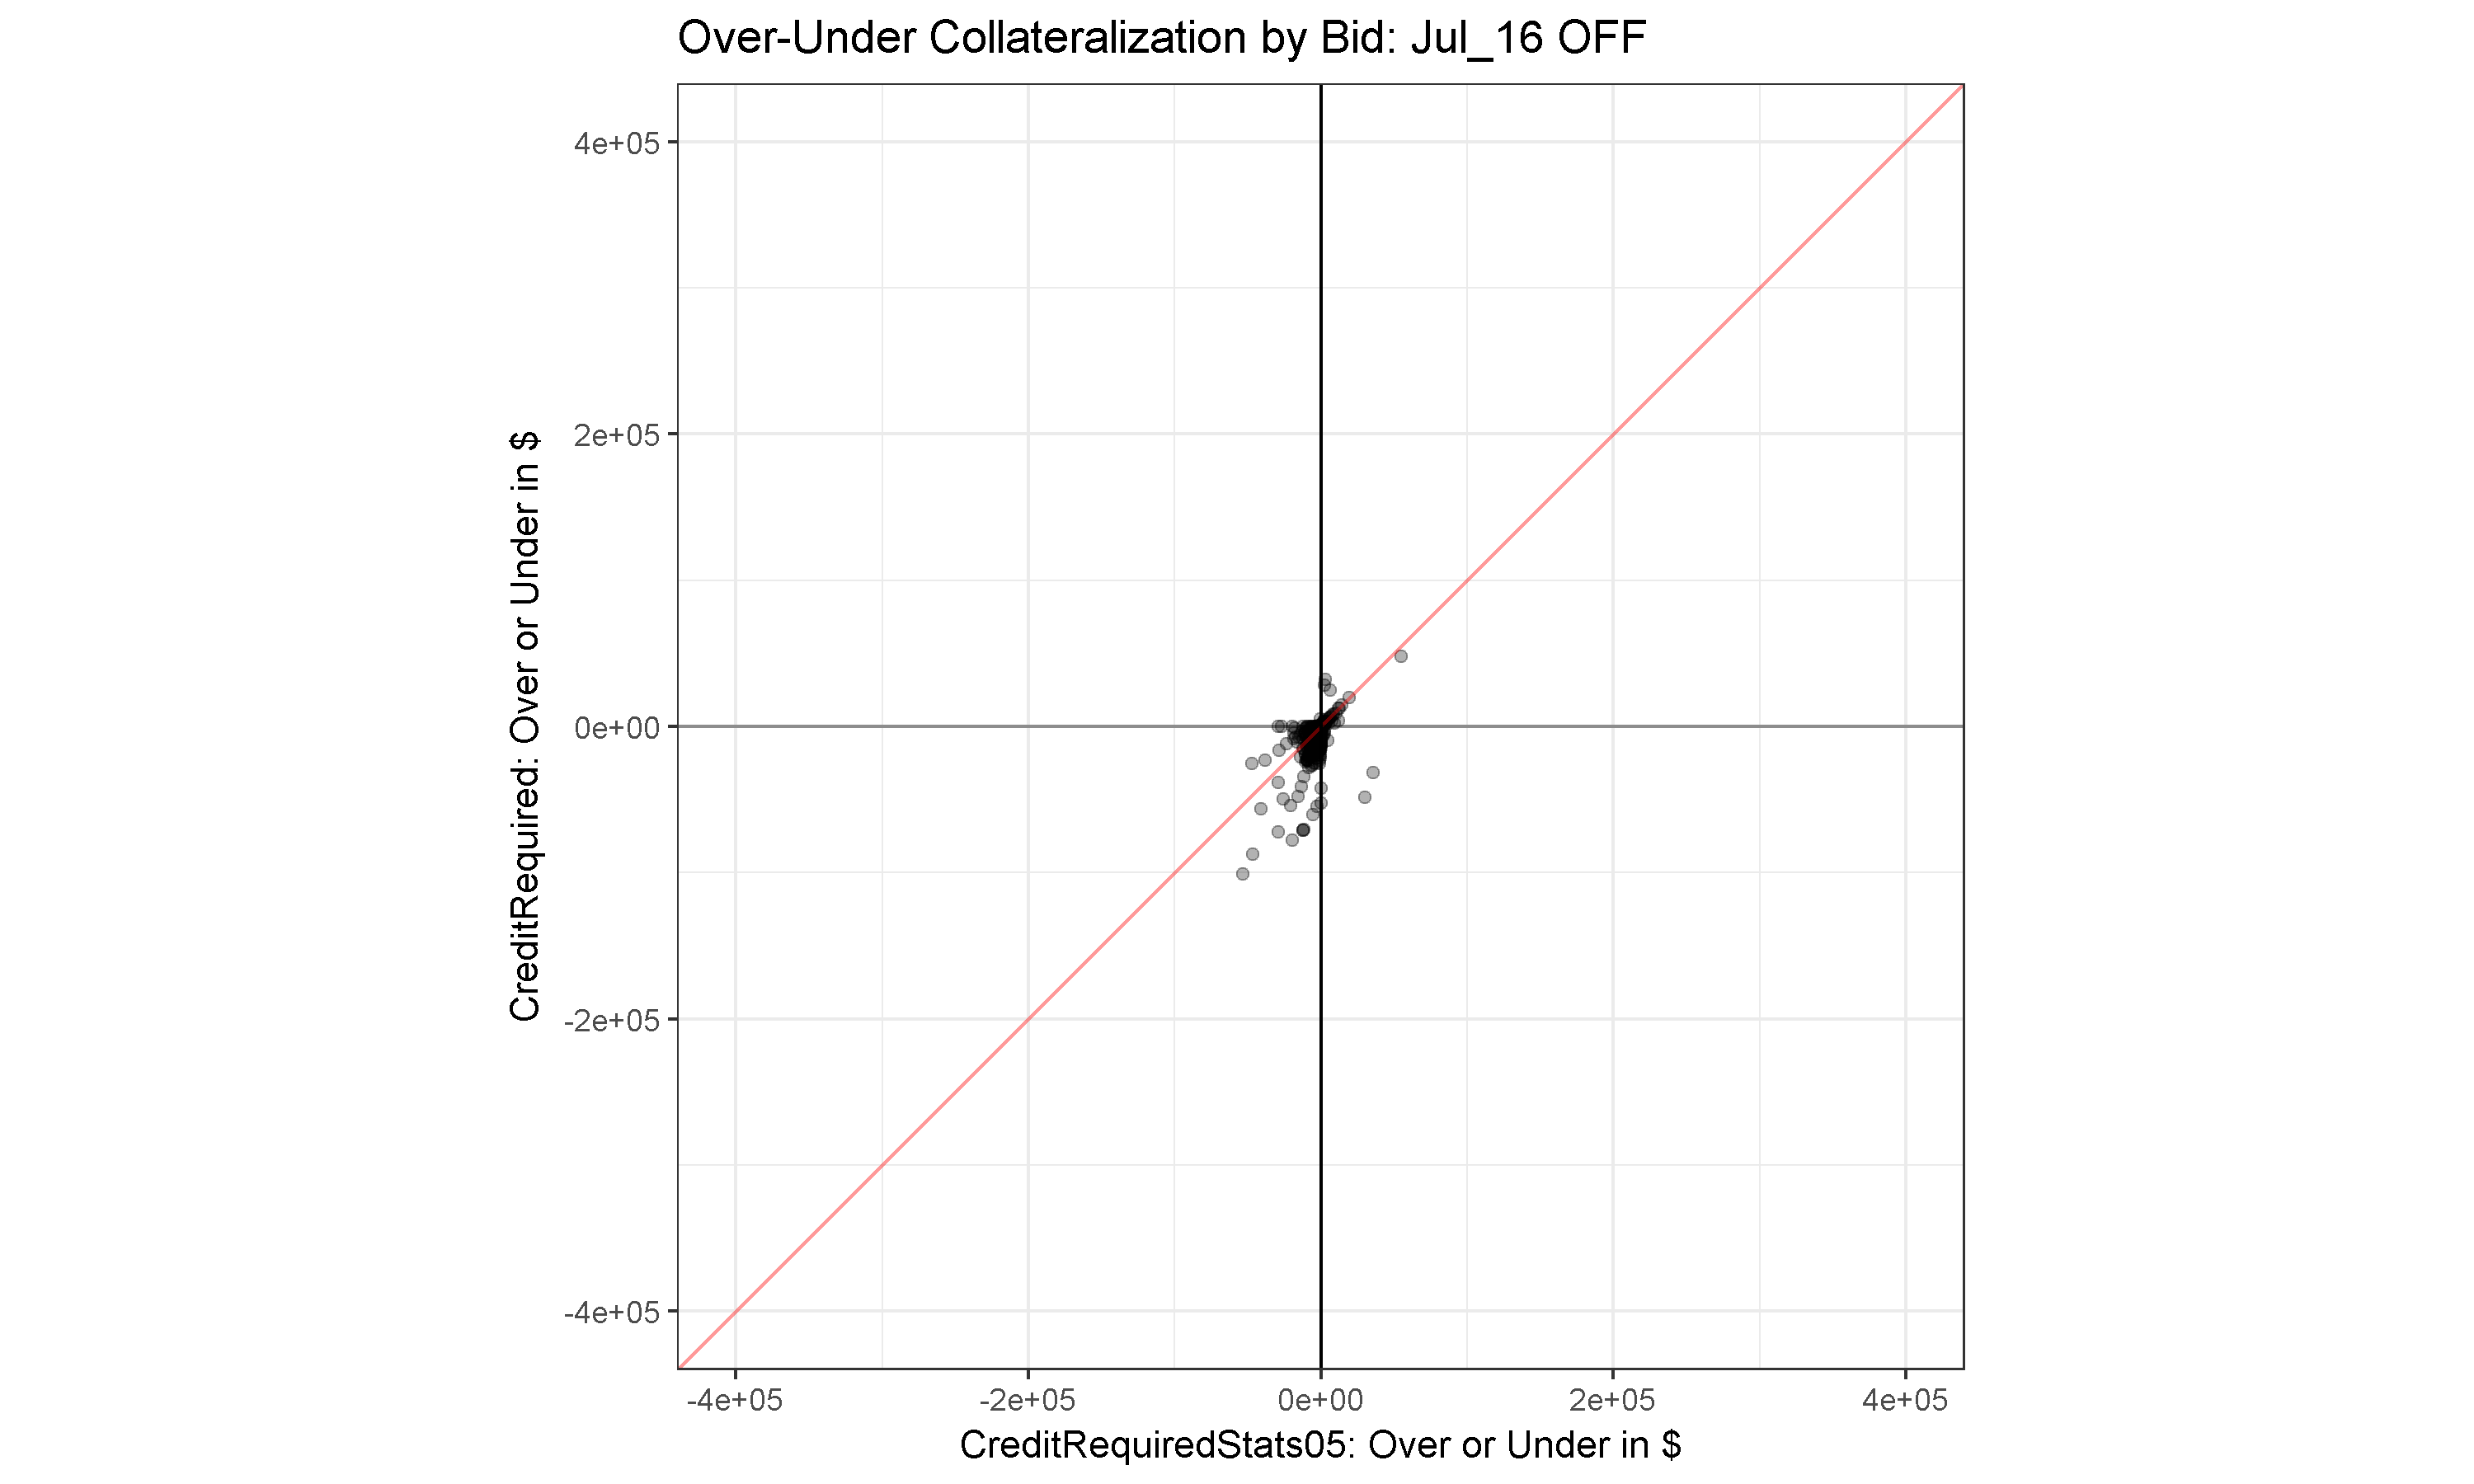 Over-Under Collateralization by Bid: Jul_16 OFF
CreditRequired: Over or Under in $
4e+05
2e+05
0e+00
-2e+05
-4e+05
-4e+05 -2e+05 0e+00 2e+05 4e+05
CreditRequiredStats05: Over or Under in $